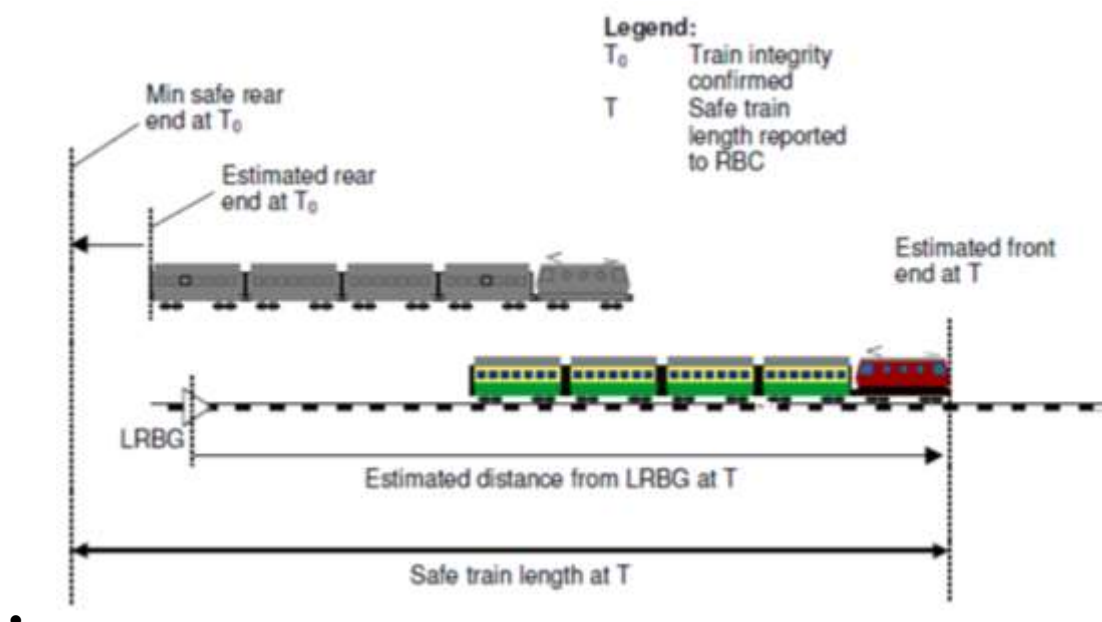 Legend:
T₀ Train integrity
confirmed
T Safe train
length reported
to RBC
Min safe rear
end at T₀
Estimated rear
end at T₀
Estimated front
end at T
LRBG
Estimated distance from LRBG at T
Safe train length at T